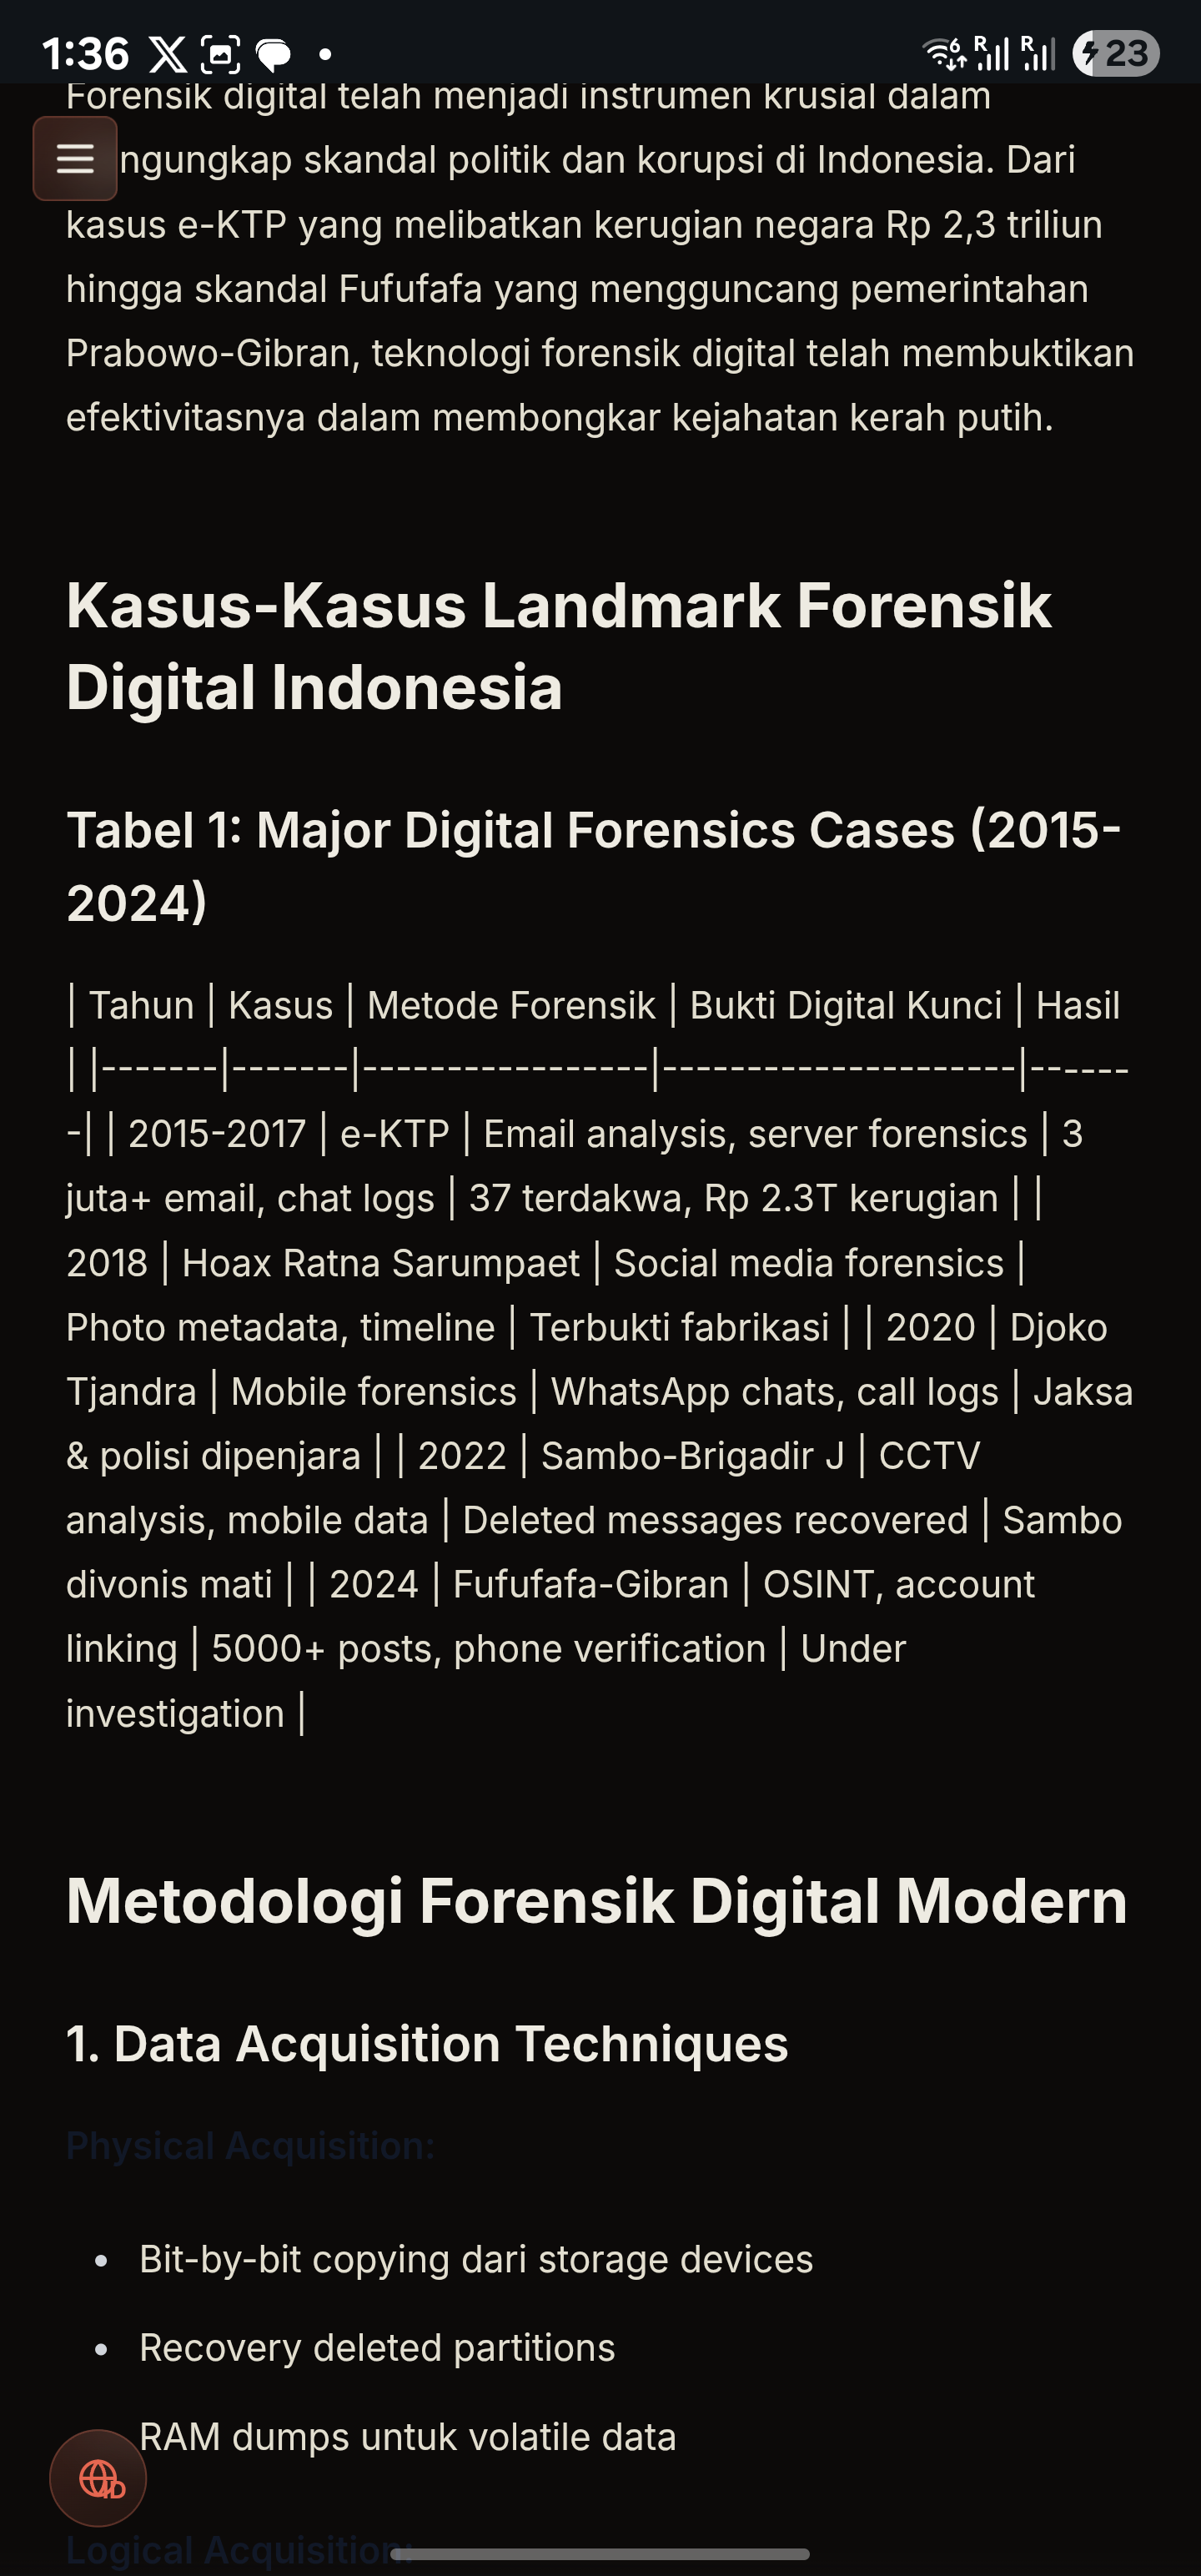 1:36
23
Forensik digital telah menjadi instrumen krusial dalam
ngungkap skandal politik dan korupsi di Indonesia. Dari
kasus e-KTP yang melibatkan kerugian negara Rp 2,3 triliun
hingga skandal Fufufafa yang mengguncang pemerintahan
Prabowo-Gibran, teknologi forensik digital telah membuktikan
efektivitasnya dalam membongkar kejahatan kerah putih.
Kasus-Kasus Landmark Forensik
Digital Indonesia
Tabel 1: Major Digital Forensics Cases (2015-
2024)
| Tahun | Kasus | Metode Forensik | Bukti Digital Kunci | Hasil
| |-------|-------|-----------------|---------------------|------
-| | 2015-2017 | e-KTP | Email analysis, server forensics | 3
juta+ email, chat logs | 37 terdakwa, Rp 2.3T kerugian | |
2018 | Hoax Ratna Sarumpaet | Social media forensics |
Photo metadata, timeline | Terbukti fabrikasi | | 2020 | Djoko
Tjandra | Mobile forensics | WhatsApp chats, call logs | Jaksa
& polisi dipenjara | | 2022 | Sambo-Brigadir J | CCTV
analysis, mobile data | Deleted messages recovered | Sambo
divonis mati | | 2024 | Fufufafa-Gibran | OSINT, account
linking | 5000+ posts, phone verification | Under
investigation |
Metodologi Forensik Digital Modern
1. Data Acquisition Techniques
Physical Acquisition:
• Bit-by-bit copying dari storage devices
• Recovery deleted partitions
RAM dumps untuk volatile data
ID
Logical Acquisition: